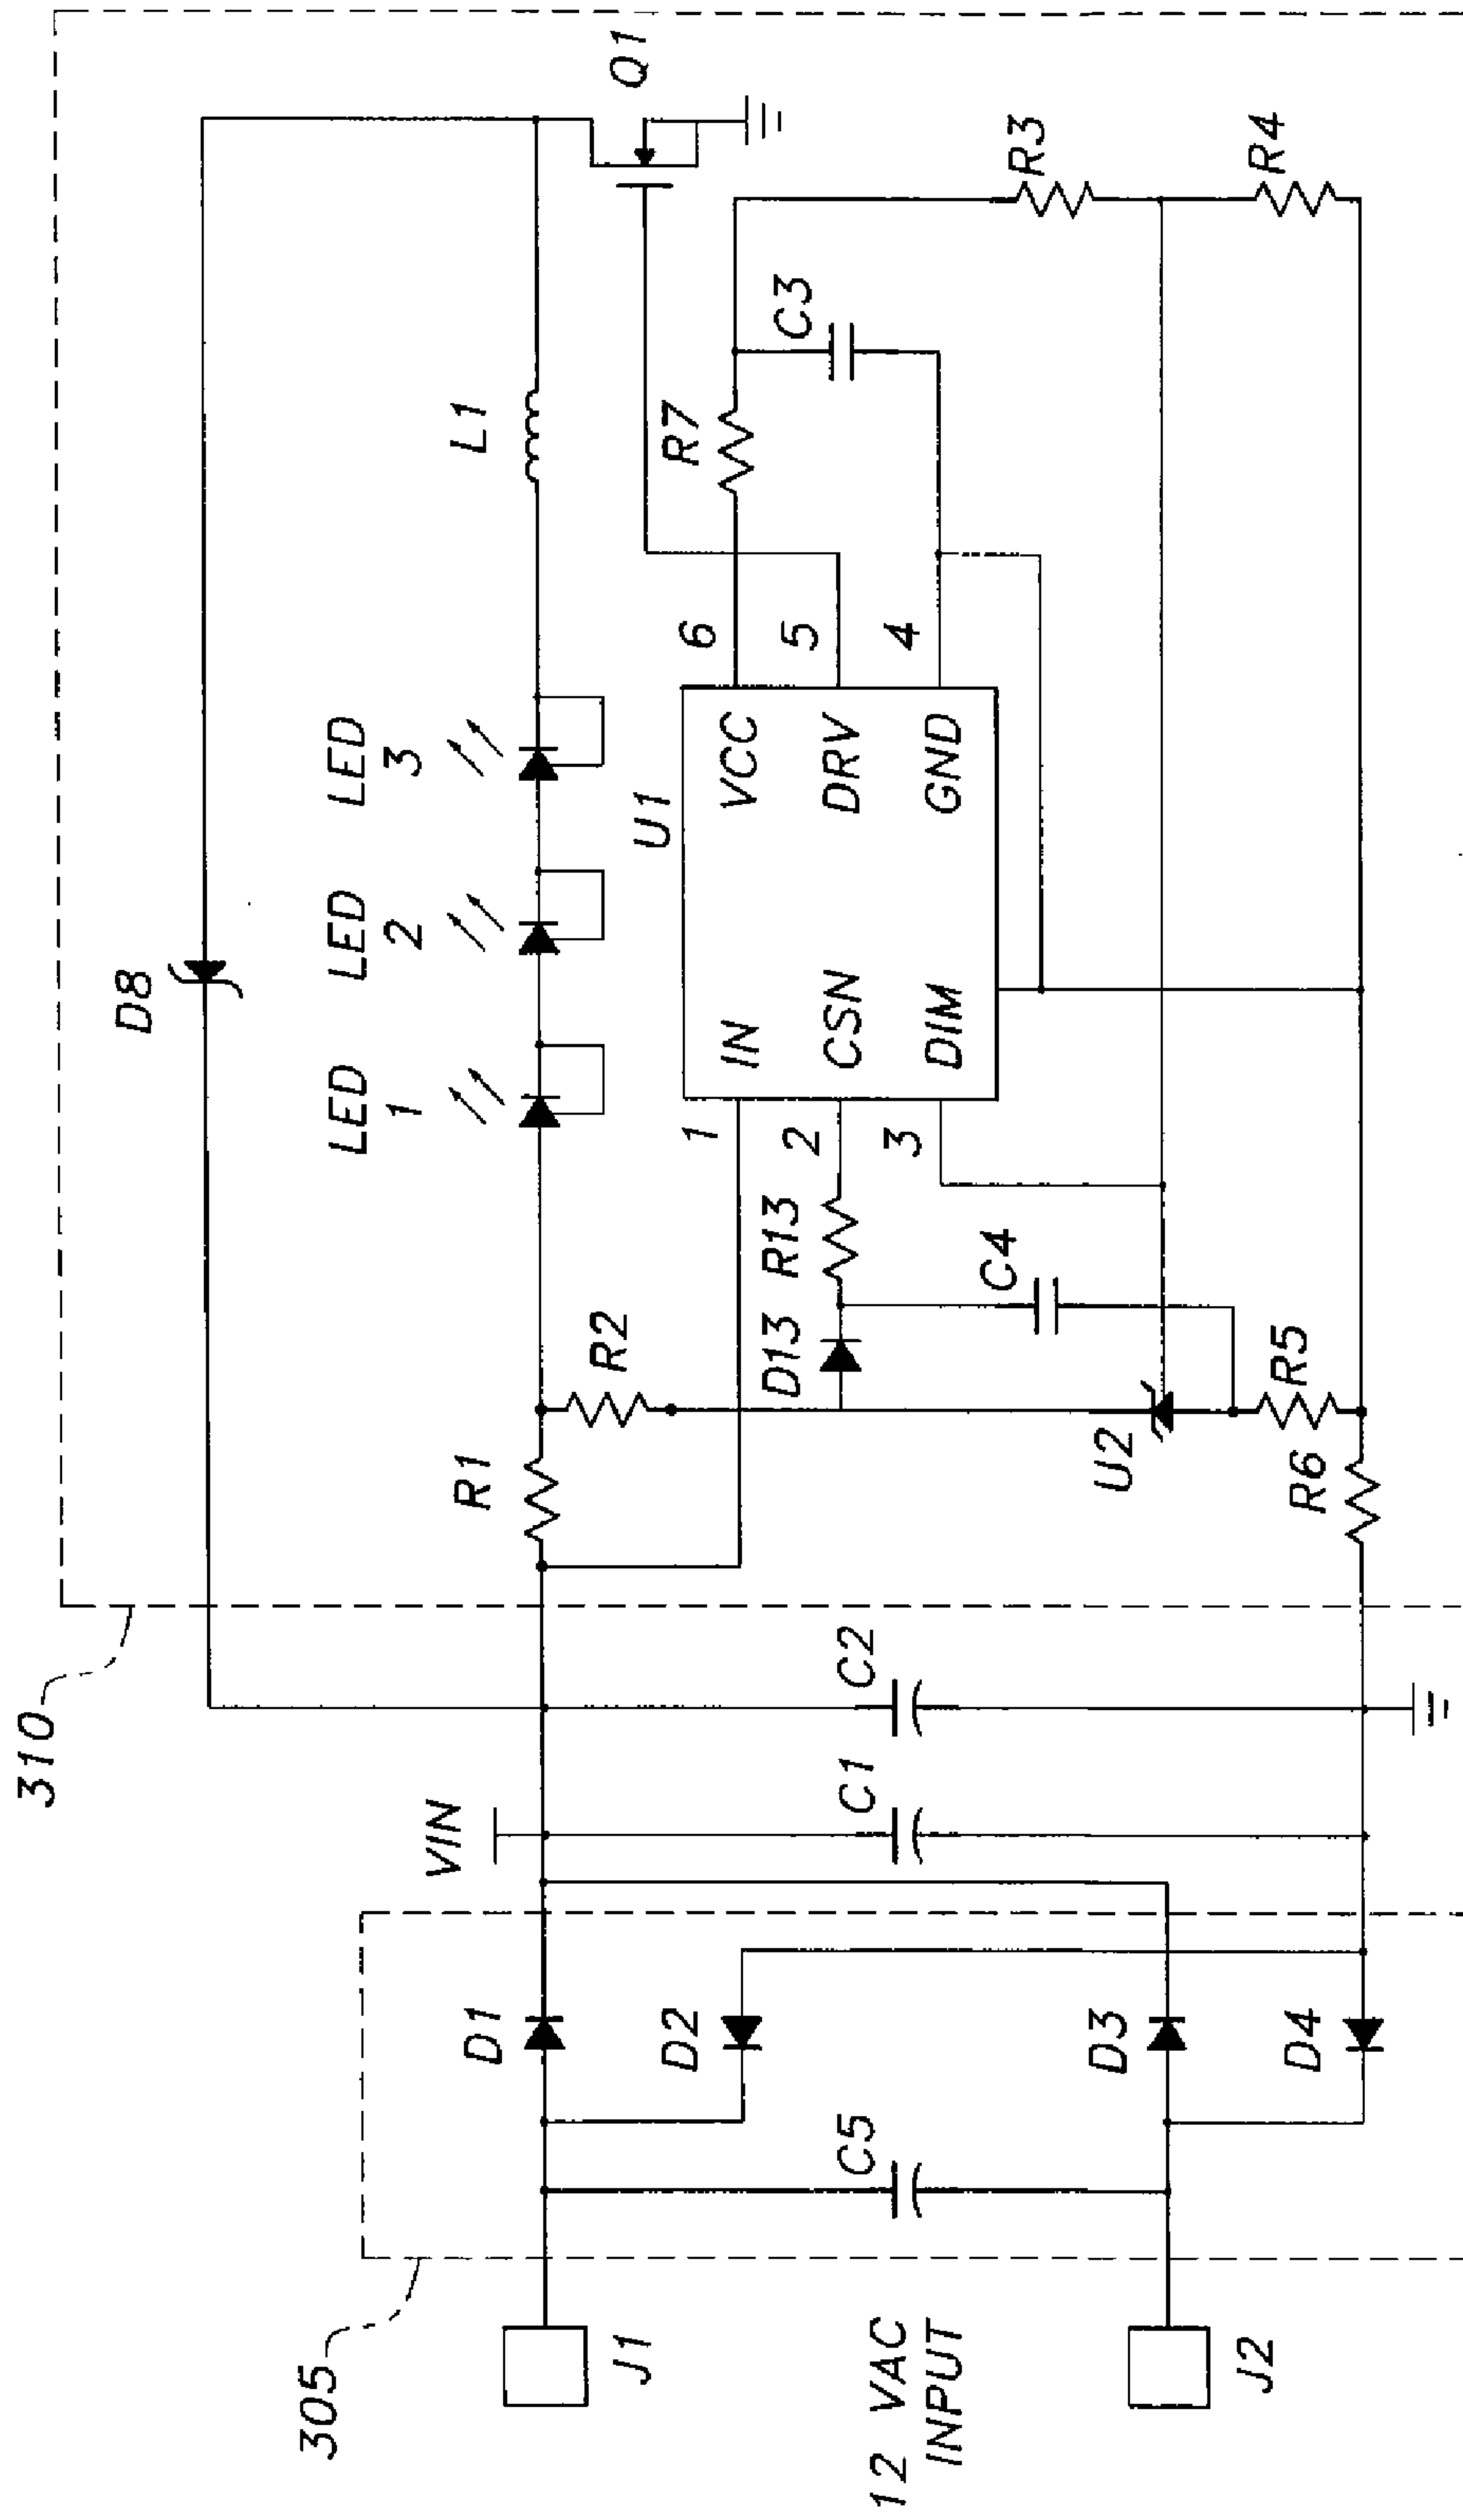 310
305
D8
Q1
L1
LED 1
LED 2
LED 3
U1
R1
R2
R7
C3
R3
R4
IN
CSN
DIM
VCC
DRV
GND
1
2
3
6
5
4
D13
R13
C4
U2
R5
R6
VIN
C1
C2
D1
D2
D3
D4
C5
J1
12 VAC
INPUT
J2